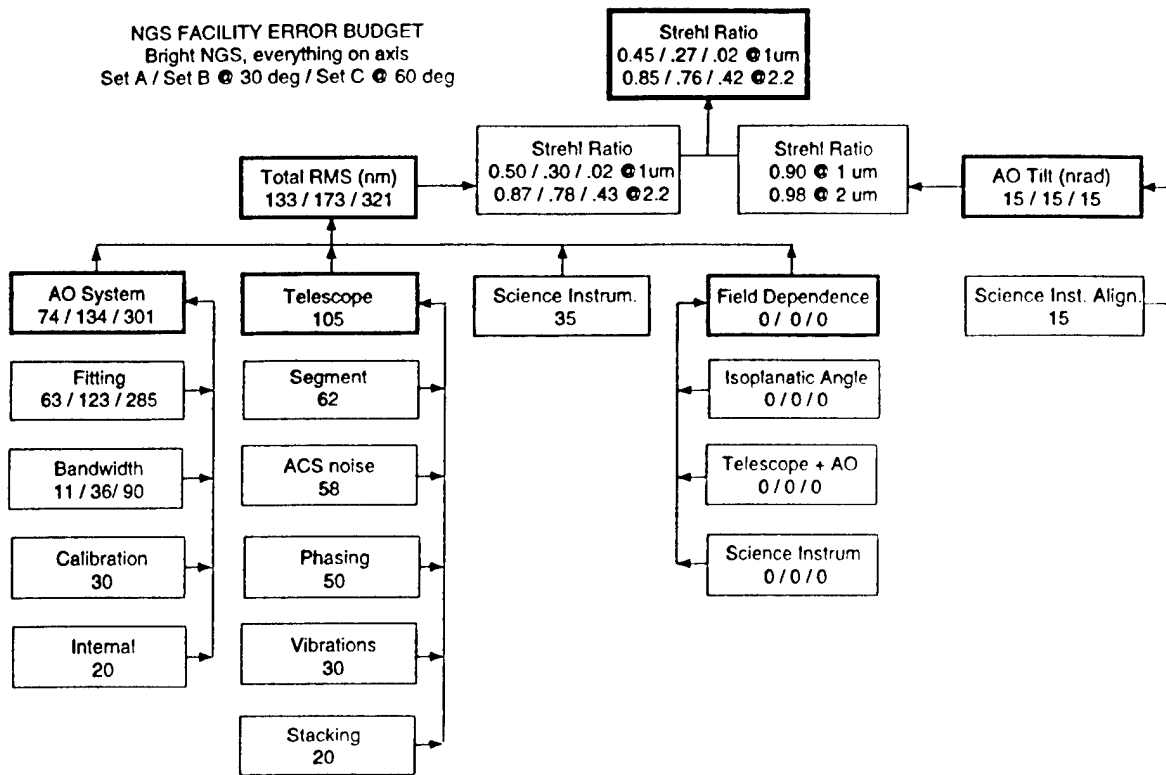 NGS FACILITY ERROR BUDGET
Bright NGS, everything on axis
Set A / Set B @ 30 deg / Set C @ 60 deg
Strehl Ratio
0.45 / .27 / .02 @1um
0.85 / .76 / .42 @2.2
Strehl Ratio
0.50 / .30 / .02 @1um
0.87 / .78 / .43 @2.2
Strehl Ratio
0.90 @ 1 um
0.98 @ 2 um
Total RMS (nm)
133 / 173 / 321
AO Tilt (nrad)
15 / 15 / 15
AO System
74 / 134 / 301
Telescope
105
Science Instrum.
35
Field Dependence
0/ 0/ 0
Science Inst. Align.
15
Fitting
63 / 123 / 285
Bandwidth
11 / 36/ 90
Calibration
30
Internal
20
Segment
62
ACS noise
58
Phasing
50
Vibrations
30
Stacking
20
Isoplanatic Angle
0 / 0 / 0
Telescope + AO
0 / 0 / 0
Science Instrum
0 / 0 / 0